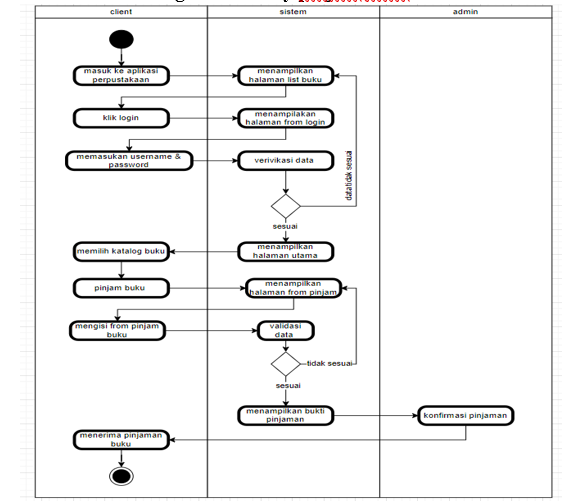 client
sistem
admin
masuk ke aplikasi
perpustakaan
menampilkan
halaman list buku
klik login
menampilakan
halaman from login
memasukan username &
password
verivikasi data
data tidak sesuai
sesuai
menampilkan
halaman utama
memilih katalog buku
pinjam buku
menampilkan
halaman from pinjam
mengisi from pinjam
buku
validasi
data
tidak sesuai
sesuai
menampilkan bukti
pinjaman
konfirmasi pinjaman
menerima pinjaman
buku